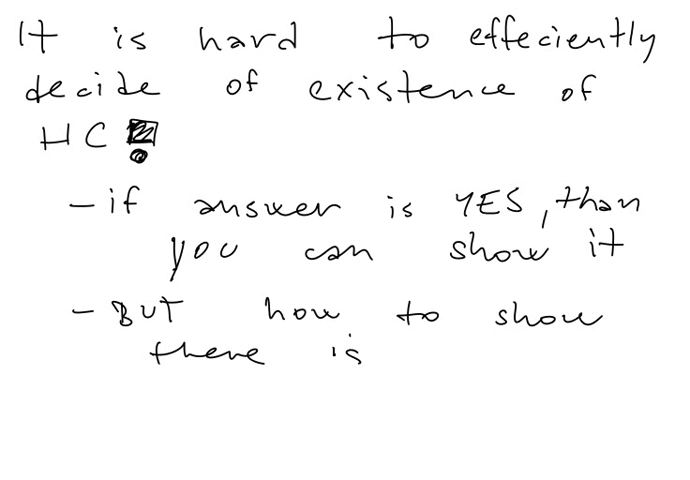 It is hard to effeciently
decide of existence of
HC
- if answer is YES, than
you can show it
- BUT how to show
there is